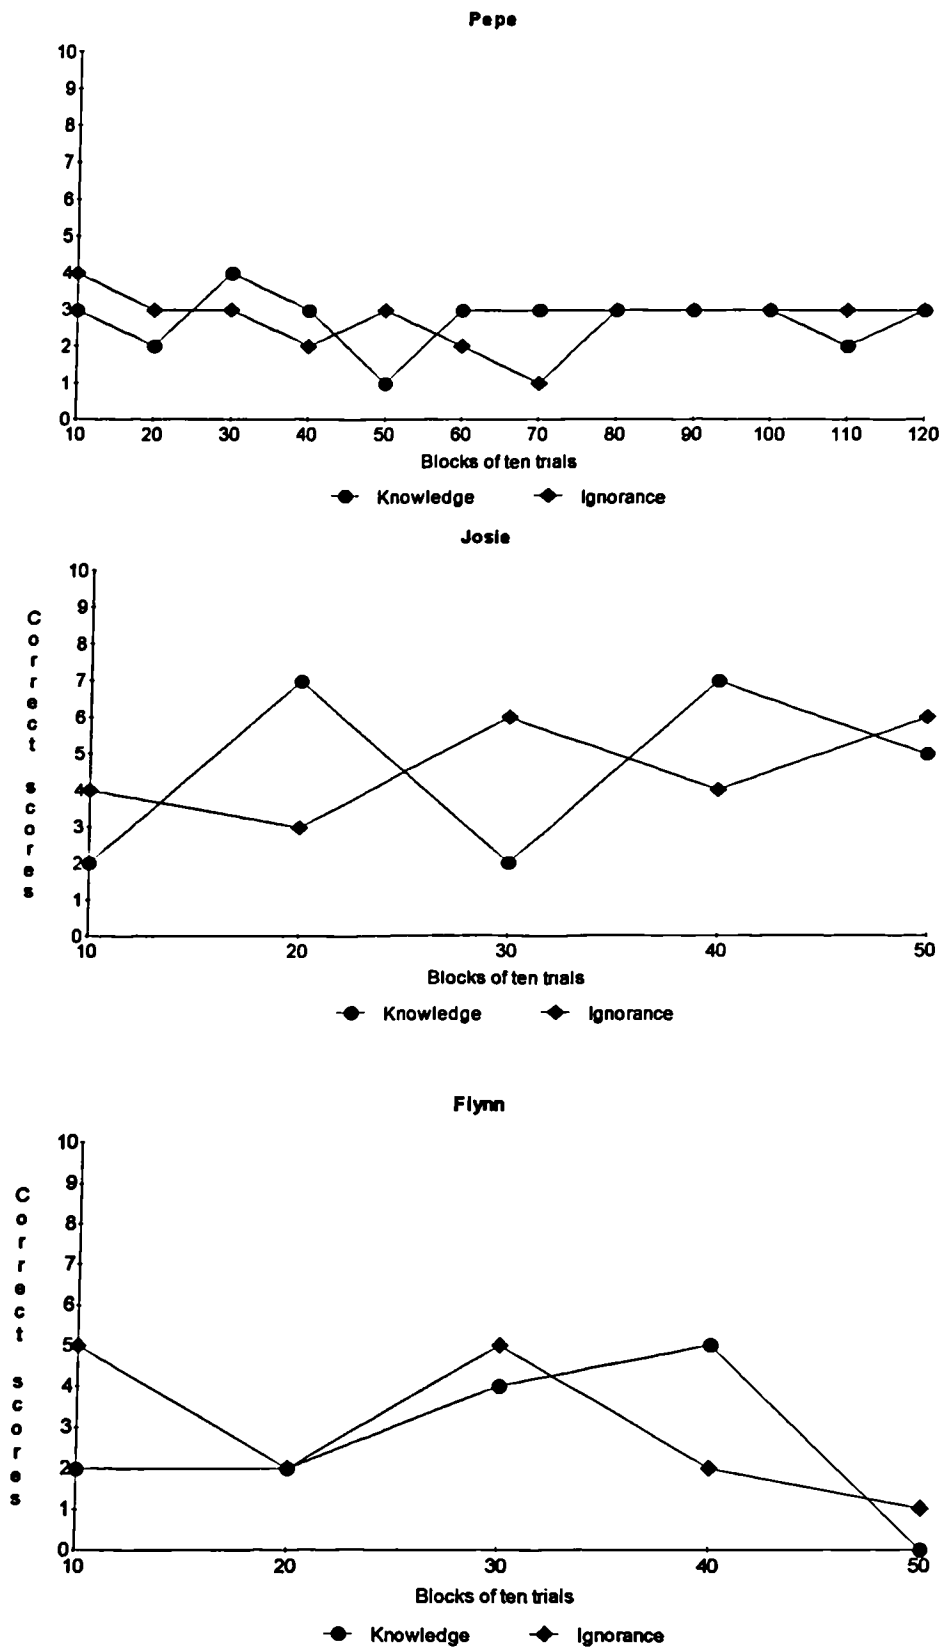 Pepe
10
9
8
7
6
5
4
3
2
1
0
10 20 30 40 50 60 70 80 90 100 110 120
Blocks of ten trials
Knowledge Ignorance
Josie
Correct scores
10
9
8
7
6
5
4
3
2
1
0
10 20 30 40 50
Blocks of ten trials
Knowledge Ignorance
Flynn
Correct scores
10
9
8
7
6
5
4
3
2
1
0
10 20 30 40 50
Blocks of ten trials
Knowledge Ignorance